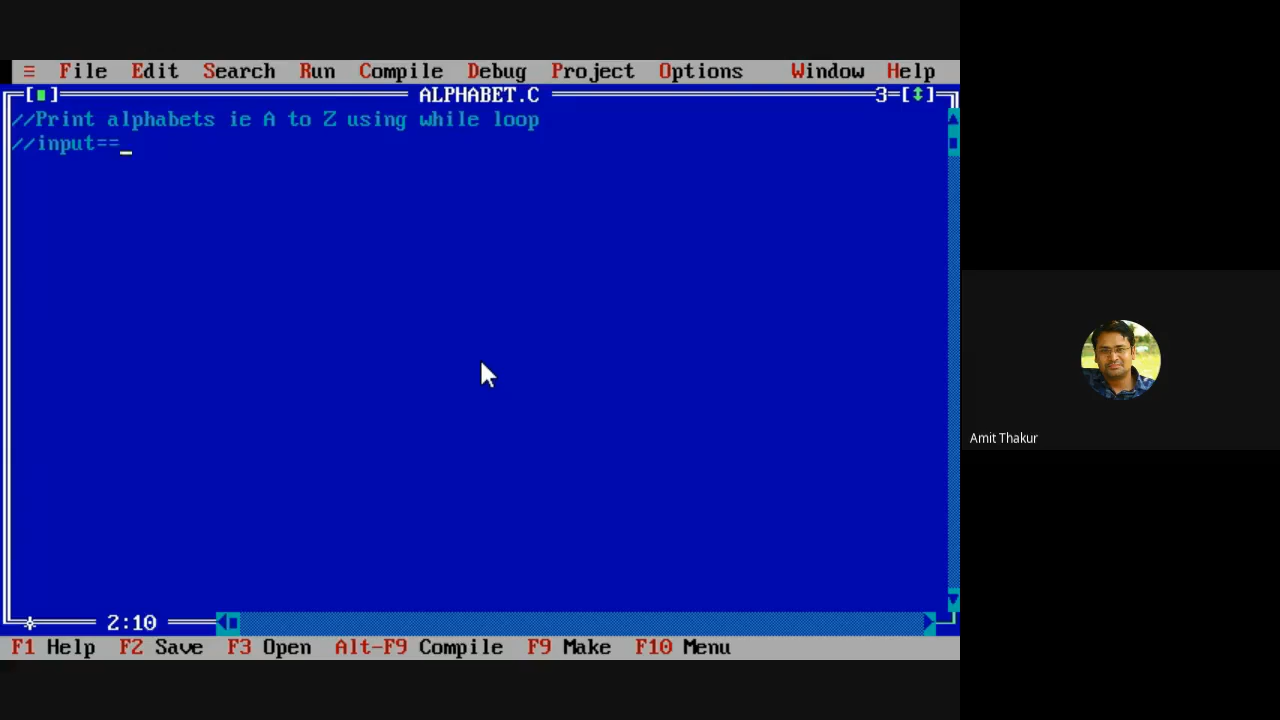 ≡ File Edit Search Run Compile Debug Project Options Window Help
[■] ALPHABET.C 3=[↕]
//Print alphabets ie A to Z using while loop
//input==_
2:10
F1 Help F2 Save F3 Open Alt-F9 Compile F9 Make F10 Menu
Amit Thakur